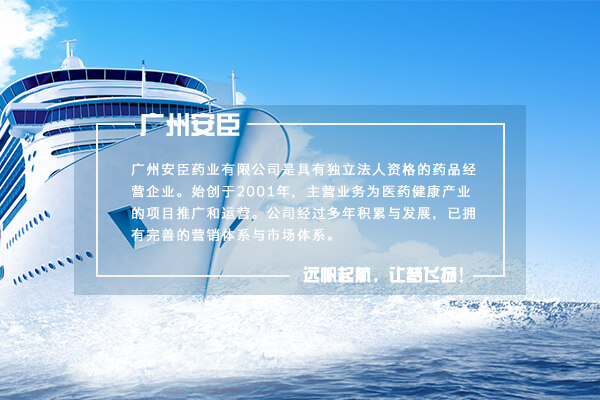 广州安臣
广州安臣药业有限公司是具有独立法人资格的药品经
营企业。始创于2001年，主营业务为医药健康产业
的项目推广和运营。公司经过多年积累与发展，已拥
有完善的营销体系与市场体系。
远帆起航，让梦飞扬！